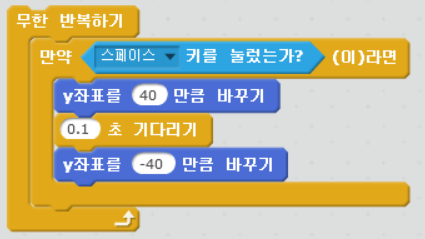 무한 반복하기
만약 스페이스 키를 눌렀는가? (이)라면
y좌표를 40 만큼 바꾸기
0.1 초 기다리기
y좌표를 -40 만큼 바꾸기